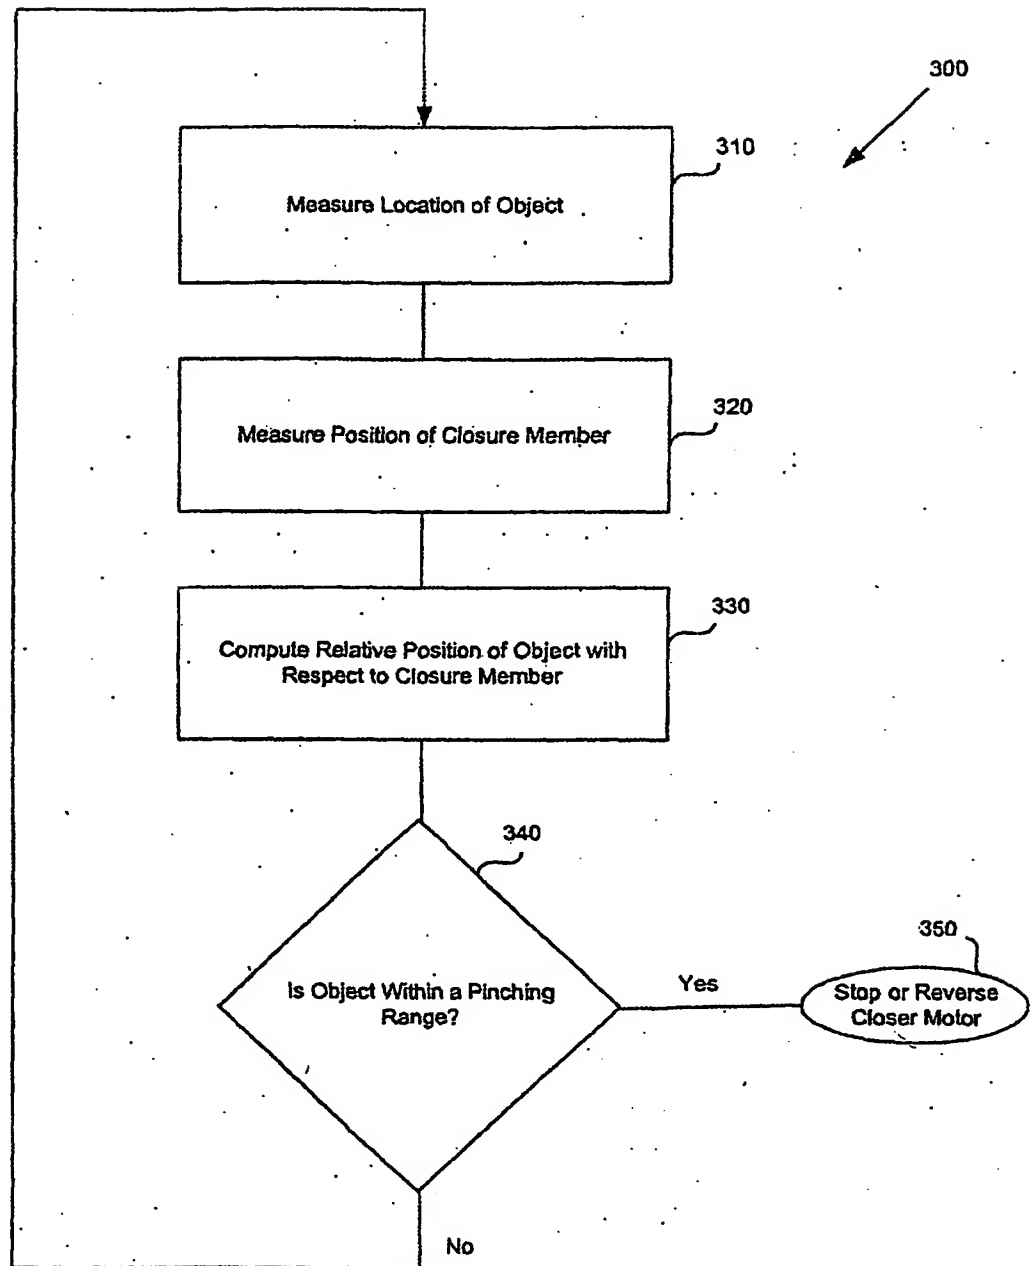 300
310
Measure Location of Object
320
Measure Position of Closure Member
330
Compute Relative Position of Object with
Respect to Closure Member
340
Is Object Within a Pinching
Range?
Yes
350
Stop or Reverse
Closer Motor
No